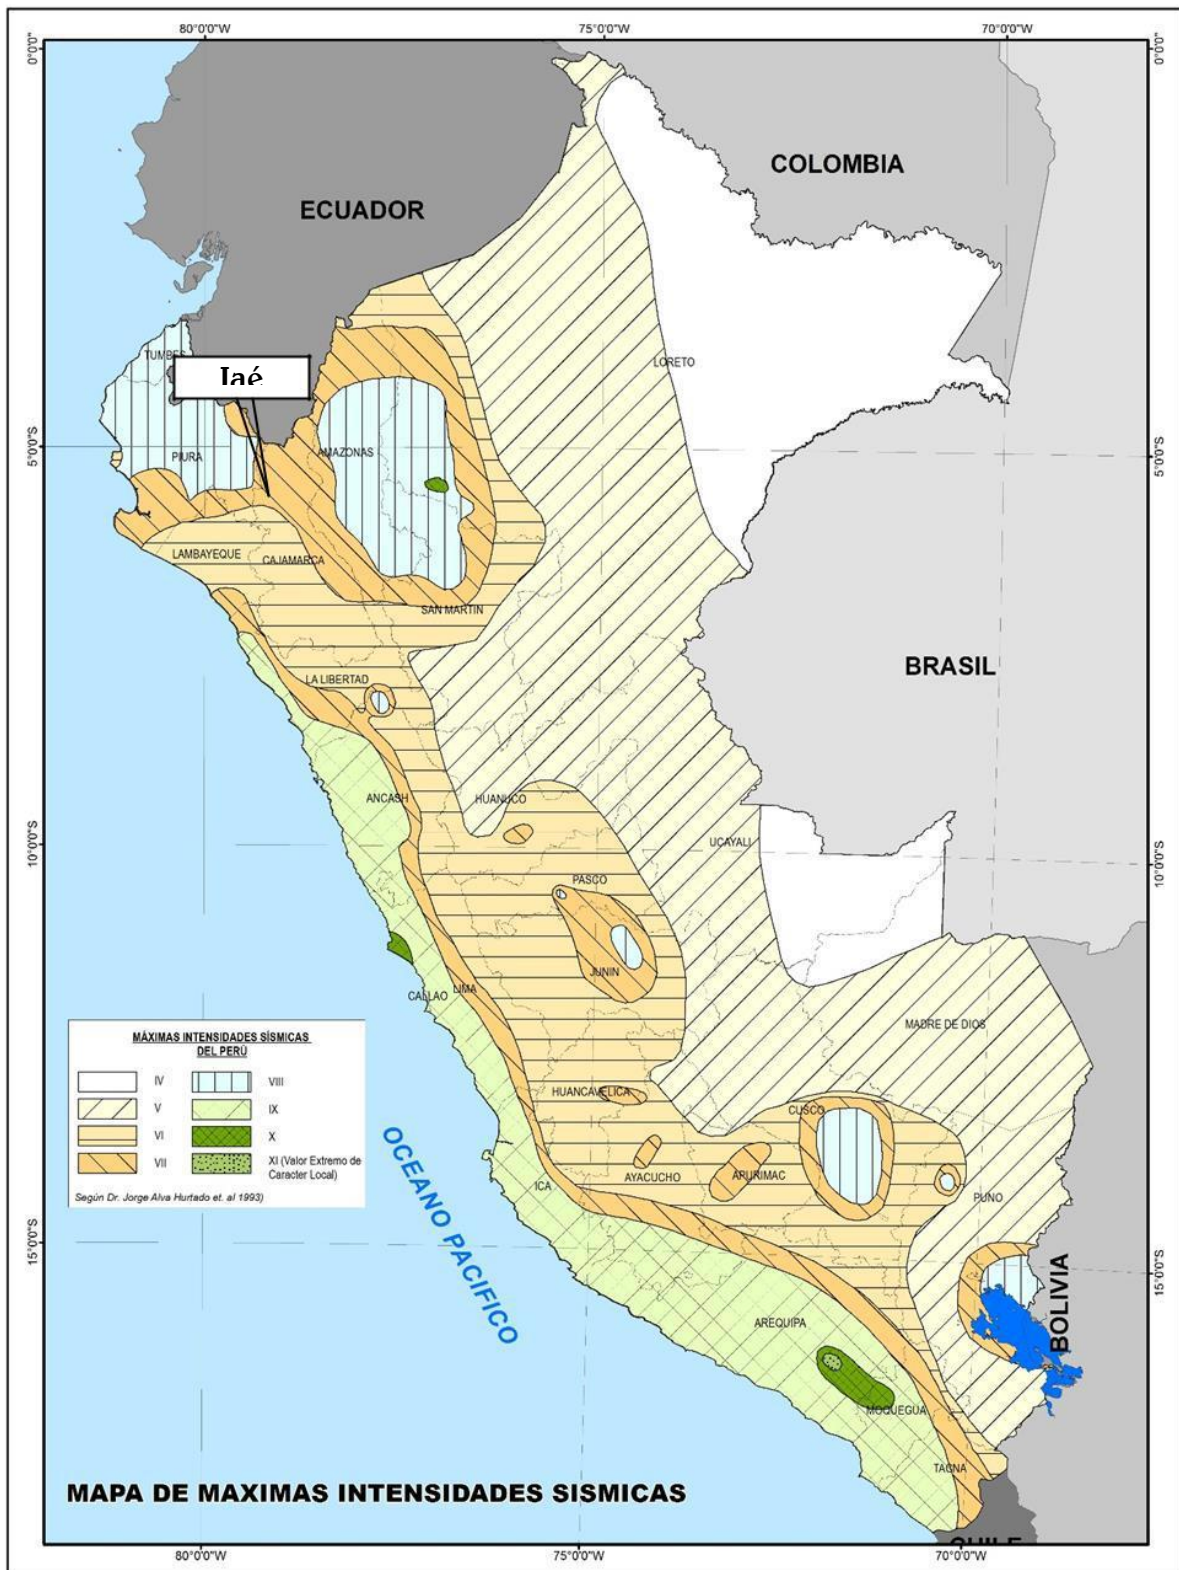 80°0'0"W
75°0'0"W
70°0'0"W
0°0'0"
0°0'0"
COLOMBIA
ECUADOR
TUMBES
LORETO
Jaé
5°0'0"S
AMAZONAS
PIURA
5°0'0"S
LAMBAYEQUE
CAJAMARCA
SAN MARTIN
BRASIL
LA LIBERTAD
ANCASH
HUANUCO
10°0'0"S
UCAYALI
10°0'0"S
PASCO
JUNIN
LIMA
CALLAO
MADRE DE DIOS
MÁXIMAS INTENSIDADES SÍSMICAS
DEL PERÚ
IV
VIII
V
IX
VI
X
VII
XI (Valor Extremo de
Caracter Local)
Según Dr. Jorge Alva Hurtado et. al 1993)
HUANCAVELICA
CUSCO
AYACUCHO
APURIMAC
ICA
PUNO
OCEANO PACIFICO
15°0'0"S
15°0'0"S
BOLIVIA
AREQUIPA
MOQUEGUA
TACNA
MAPA DE MAXIMAS INTENSIDADES SISMICAS
CHILE
80°0'0"W
75°0'0"W
70°0'0"W